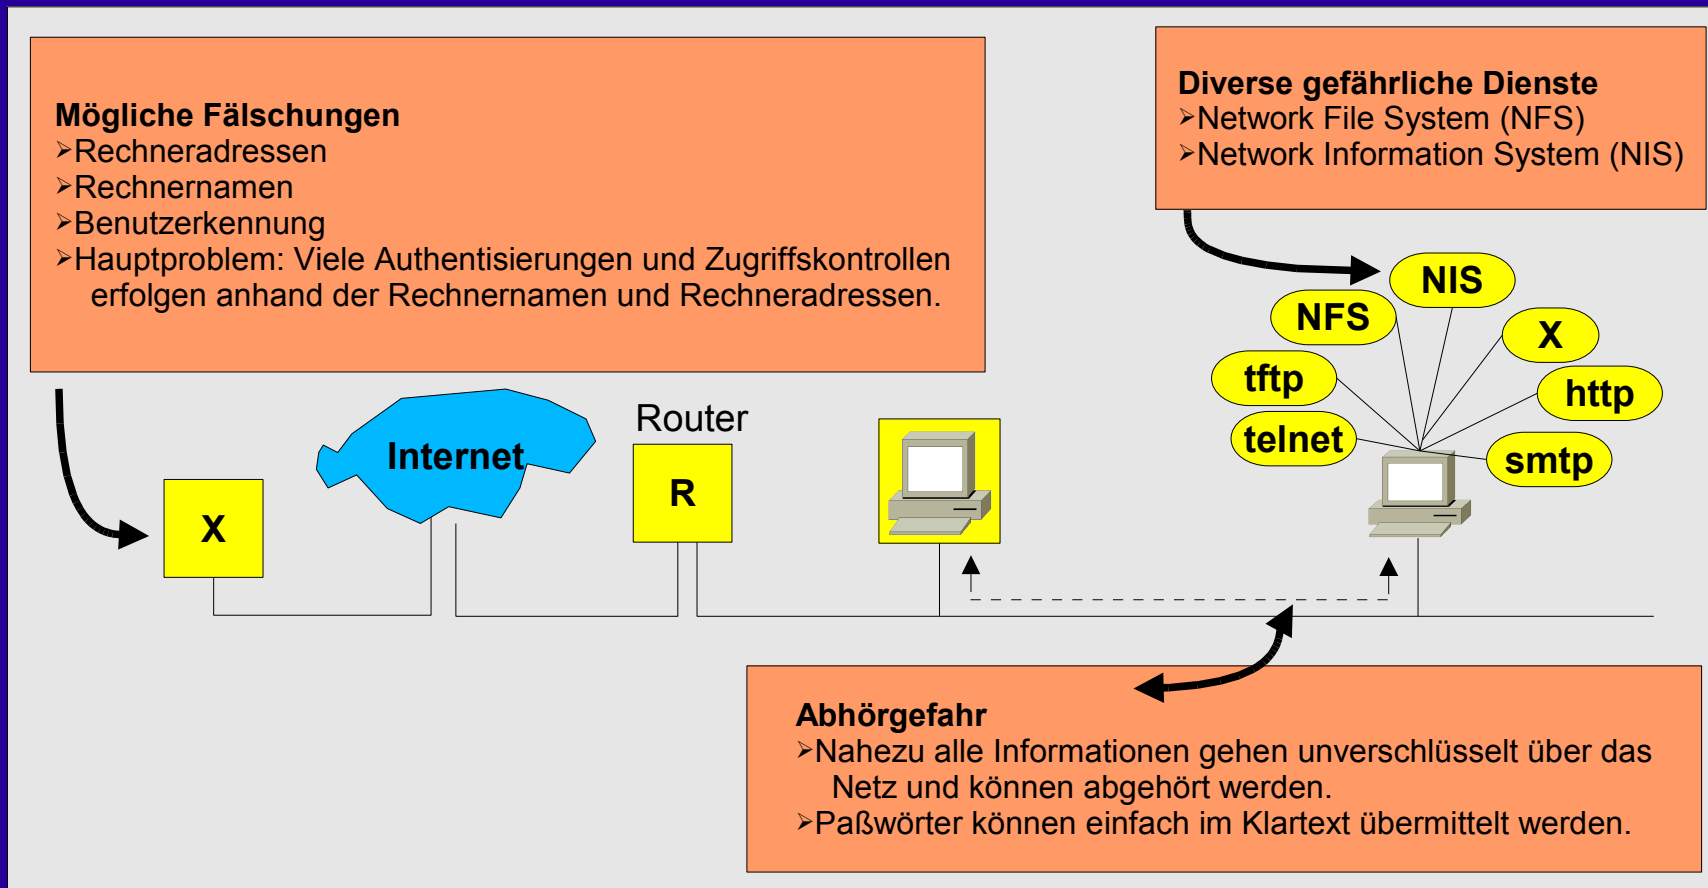 Mögliche Fälschungen
➢Rechneradressen
➢Rechnernamen
➢Benutzerkennung
➢Hauptproblem: Viele Authentisierungen und Zugriffskontrollen
erfolgen anhand der Rechnernamen und Rechneradressen.
Diverse gefährliche Dienste
➢Network File System (NFS)
➢Network Information System (NIS)
NIS
NFS
X
tftp
http
telnet
smtp
Internet
Router
R
X
Abhörgefahr
➢Nahezu alle Informationen gehen unverschlüsselt über das
Netz und können abgehört werden.
➢Paßwörter können einfach im Klartext übermittelt werden.